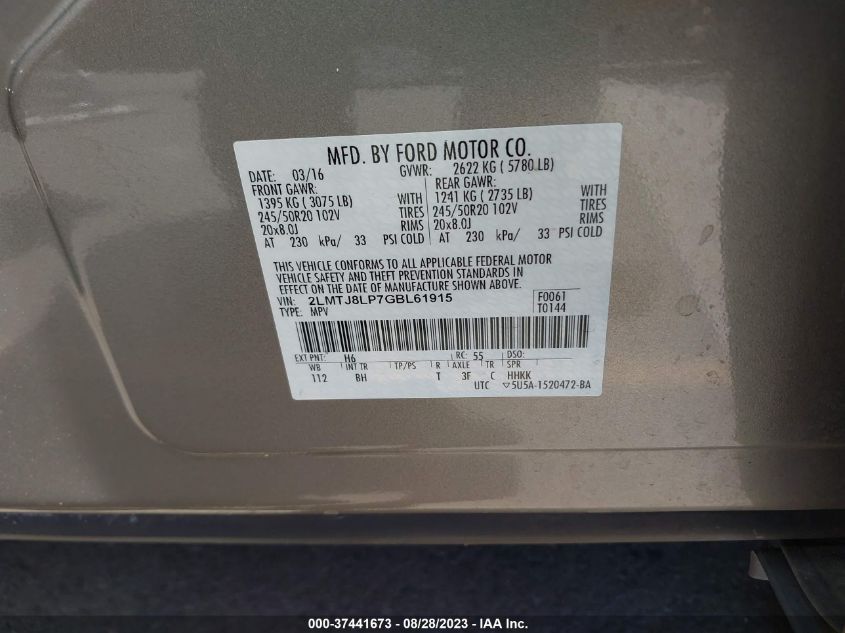 MFD. BY FORD MOTOR CO.
DATE: 03/16 GVWR: 2622 KG ( 5780 LB)
FRONT GAWR: REAR GAWR:
1395 KG ( 3075 LB) WITH 1241 KG ( 2735 LB) WITH
245/50R20 102V TIRES 245/50R20 102V TIRES
20x8.0J RIMS 20x8.0J RIMS
AT 230 kPa/ 33 PSI COLD AT 230 kPa/ 33 PSI COLD
THIS VEHICLE CONFORMS TO ALL APPLICABLE FEDERAL MOTOR
VEHICLE SAFETY AND THEFT PREVENTION STANDARDS IN
EFFECT ON THE DATE OF MANUFACTURE SHOWN ABOVE.
VIN: 2LMTJ8LP7GBL61915 F0061
TYPE: MPV T0144
EXT PNT: H6 RC: 55 DSO:
WB INT TR TP/PS R AXLE TR SPR
112 BH T 3F C HHKK
UTC ▽5U5A-1520472-BA
000-37441673 - 08/28/2023 - IAA Inc.